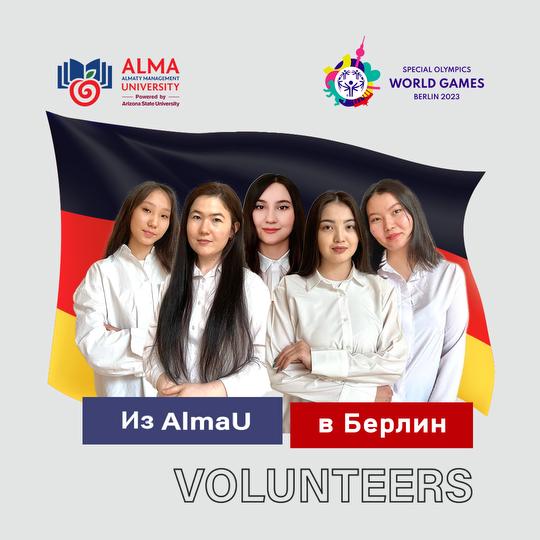 ALMA
ALMATY MANAGEMENT
UNIVERSITY
Powered by
Arizona State University
SPECIAL OLYMPICS
WORLD GAMES
BERLIN 2023
Из AlmaU
в Берлин
VOLUNTEERS